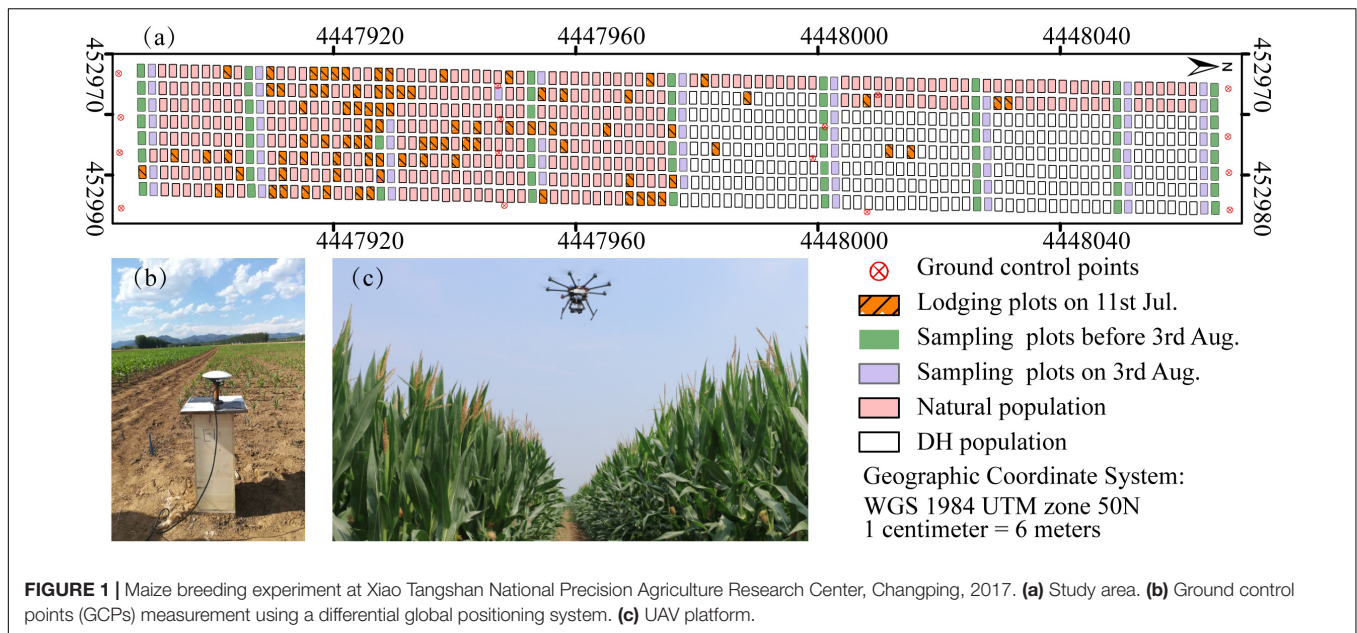 (a)
4447920 4447960 4448000 4448040
452970
452990
452970
452980
N
4447920 4447960 4448000 4448040
(b)
(c)
Ground control points
Lodging plots on 11st Jul.
Sampling plots before 3rd Aug.
Sampling plots on 3rd Aug.
Natural population
DH population
Geographic Coordinate System:
WGS 1984 UTM zone 50N
1 centimeter = 6 meters
FIGURE 1 | Maize breeding experiment at Xiao Tangshan National Precision Agriculture Research Center, Changping, 2017. (a) Study area. (b) Ground control
points (GCPs) measurement using a differential global positioning system. (c) UAV platform.